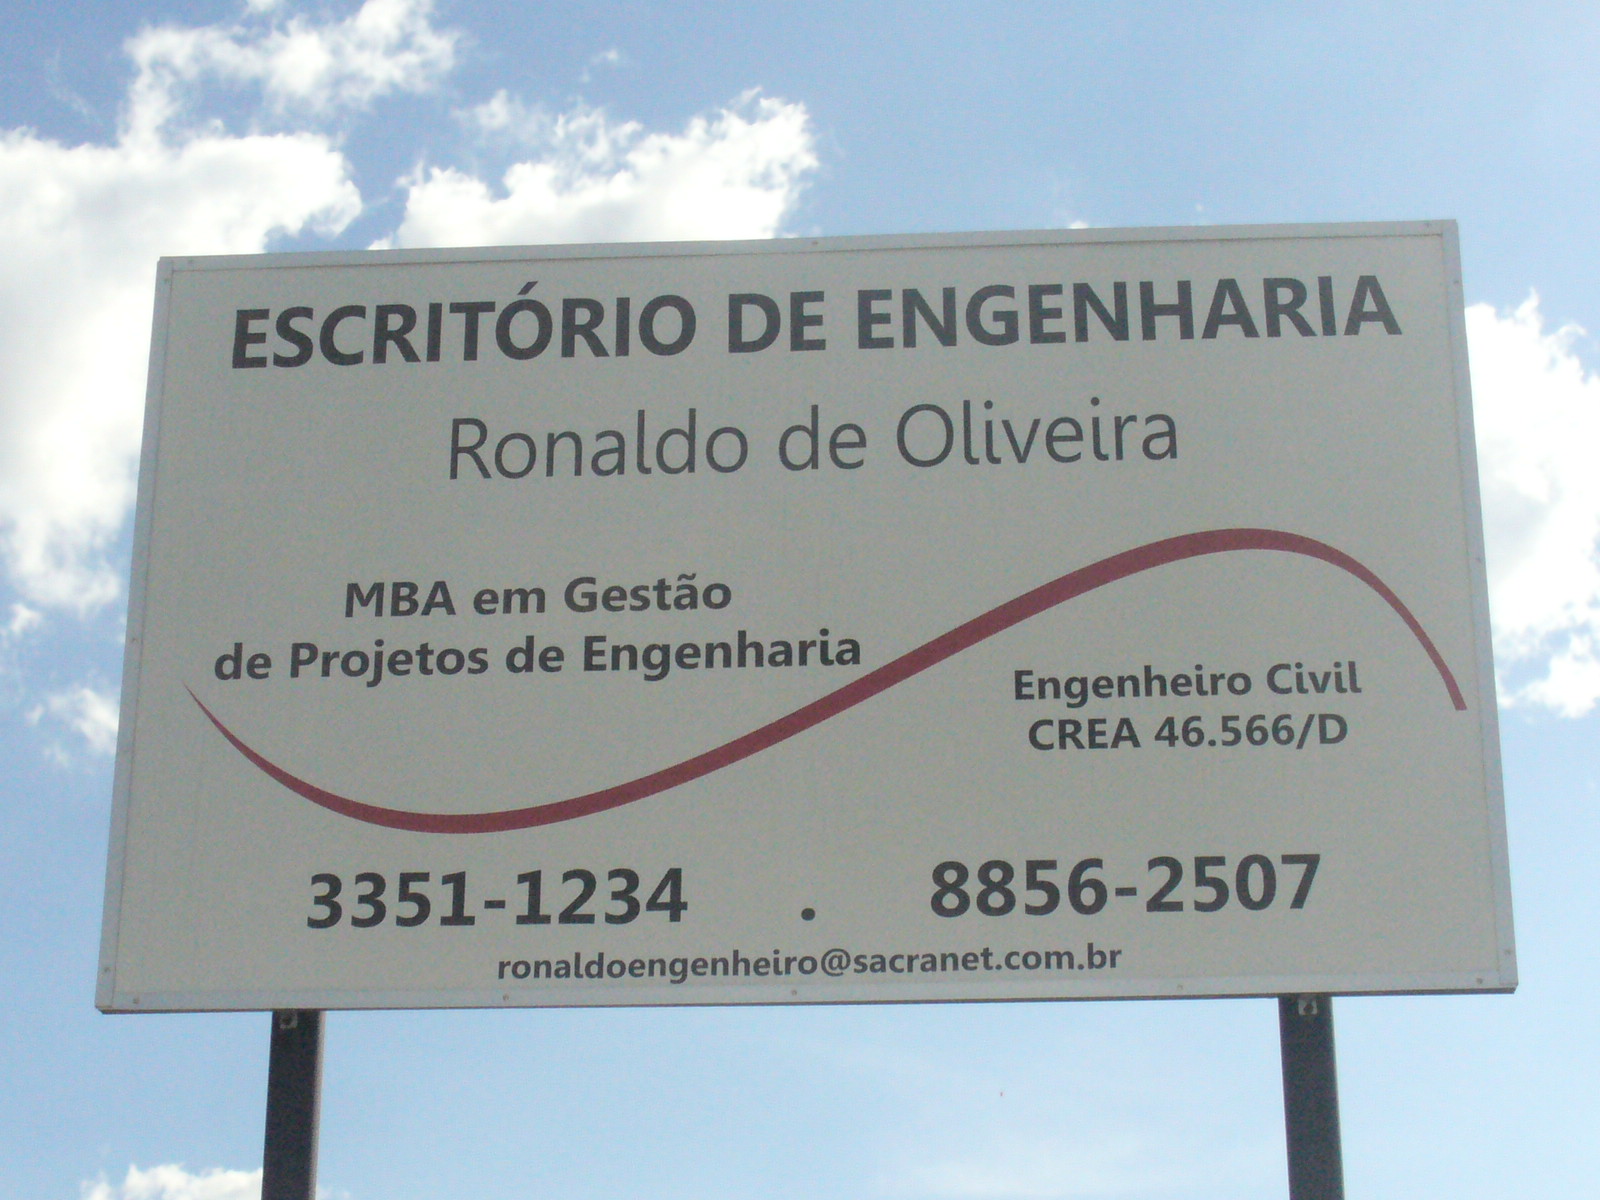 ESCRITÓRIO DE ENGENHARIA
Ronaldo de Oliveira
MBA em Gestão
de Projetos de Engenharia
Engenheiro Civil
CREA 46.566/D
3351-1234 . 8856-2507
ronaldoengenheiro@sacranet.com.br